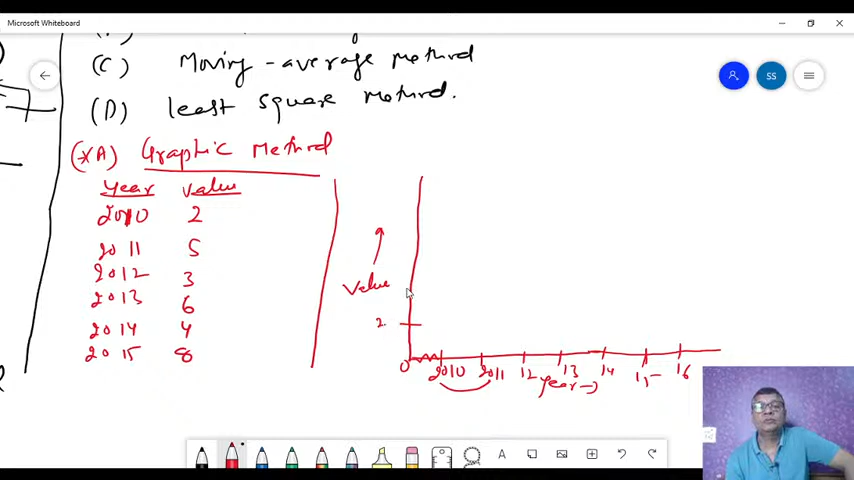 Microsoft Whiteboard
SS
(C) Moving-average method
(D) least square method.
(*A) Graphic Method
Year Value
2010 2
2011 5
2012 3
2013 6
2014 4
2015 8
Value
2
0
2010 2011 12 13 14 15 16
Year
A